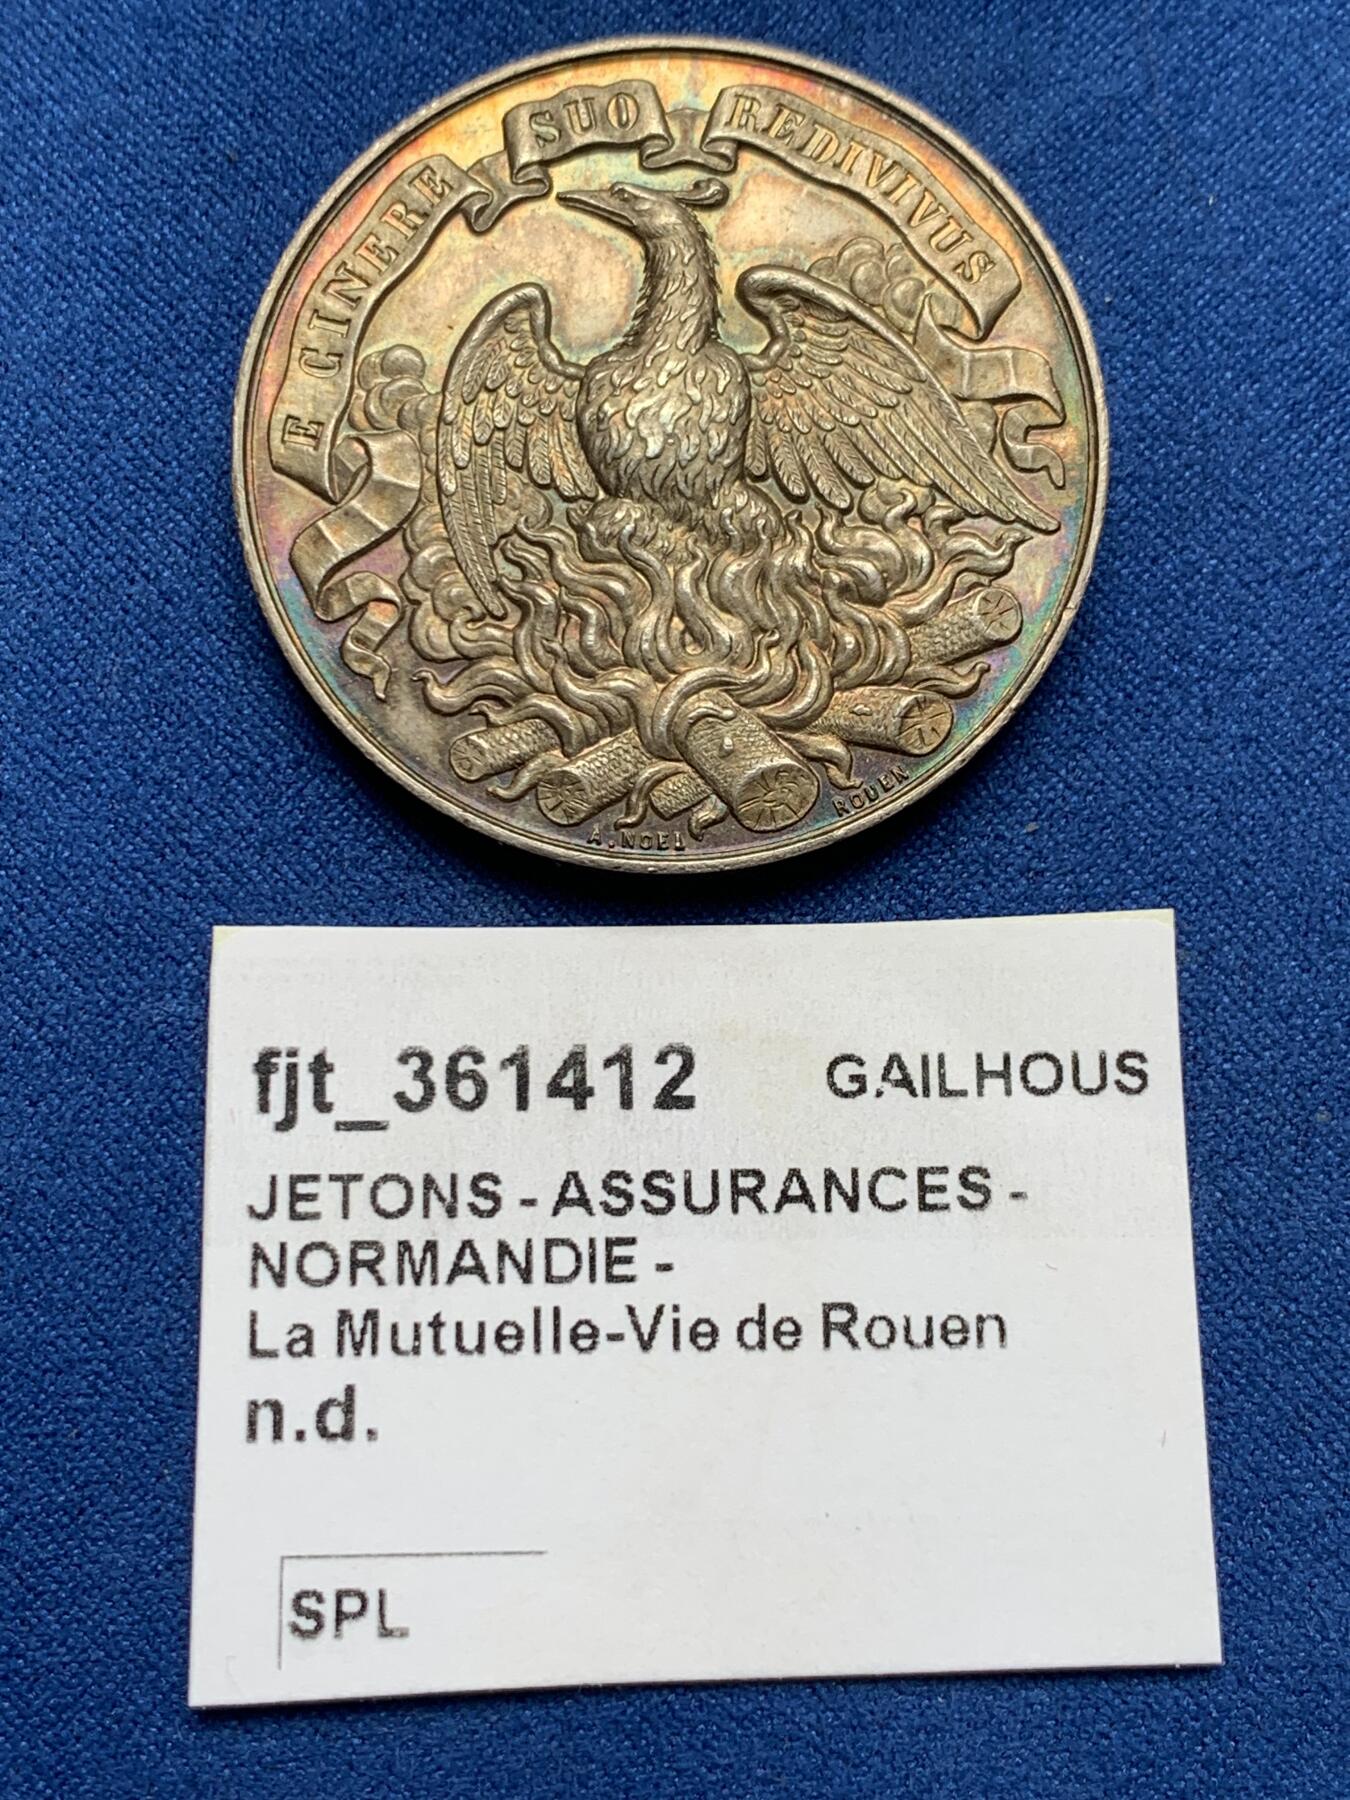 E CINERE SUO REDIVIVUS
A. NOEL ROUEN
fjt_361412 GAILHOUS
JETONS - ASSURANCES -
NORMANDIE -
La Mutuelle-Vie de Rouen
n.d.
SPL